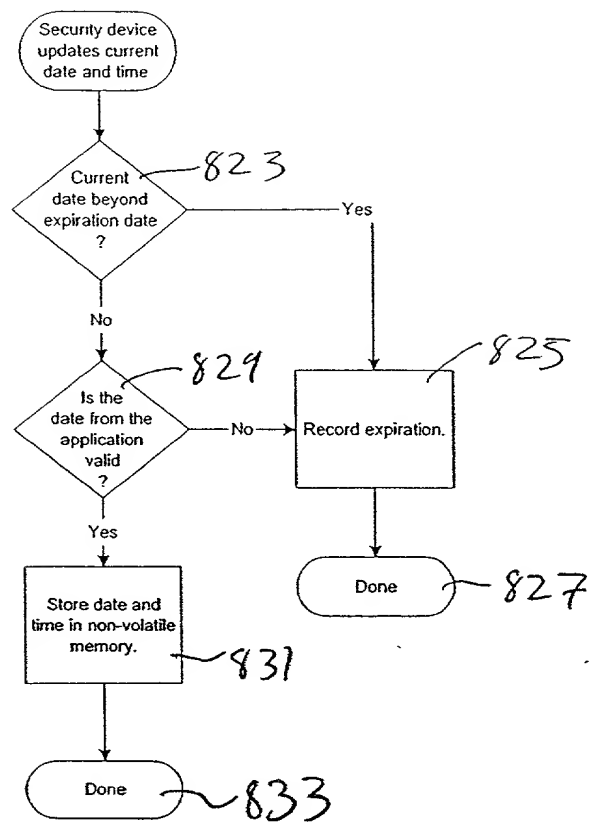 Security device
updates current
date and time
823
Current
date beyond
expiration date
?
Yes
No
829
825
Is the
date from the
application
valid
?
No
Record expiration.
Yes
Done
827
Store date and
time in non-volatile
memory.
831
Done
833